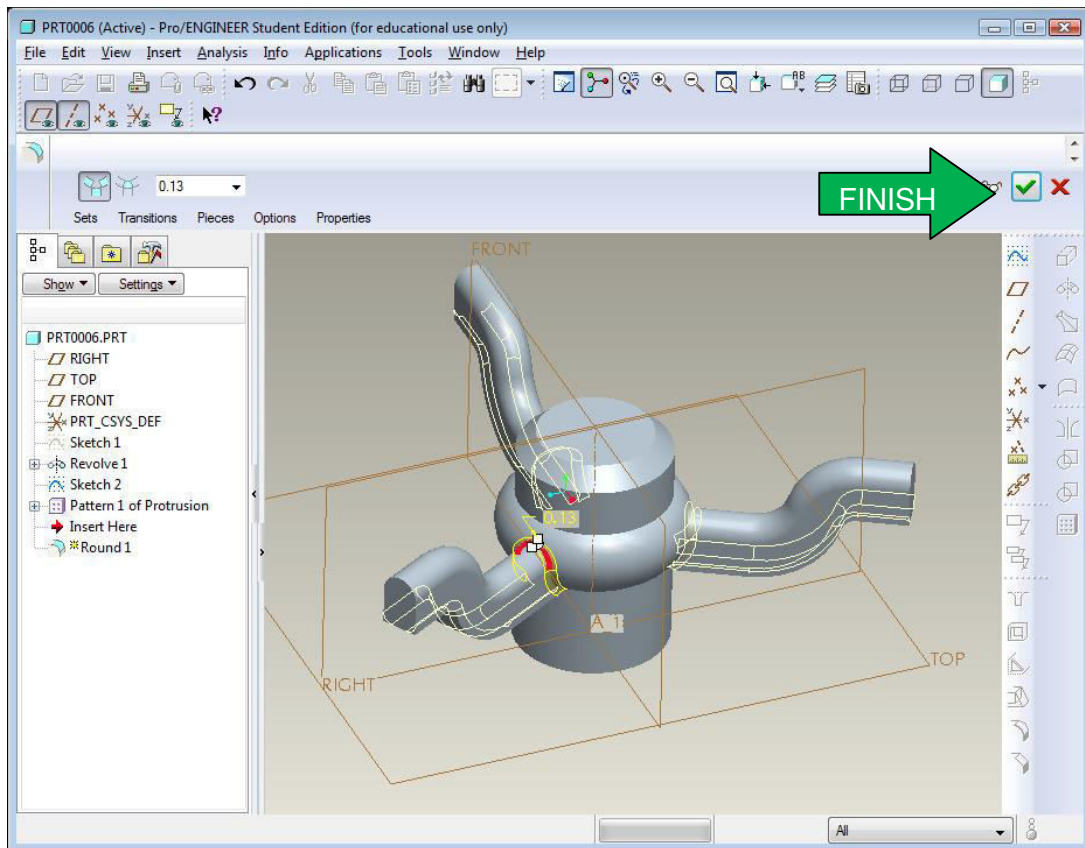 PRT0006 (Active) - Pro/ENGINEER Student Edition (for educational use only)
File Edit View Insert Analysis Info Applications Tools Window Help
0.13
FINISH
Sets Transitions Pieces Options Properties
Show Settings
PRT0006.PRT
RIGHT
TOP
FRONT
PRT_CSYS_DEF
Sketch 1
Revolve 1
Sketch 2
Pattern 1 of Protrusion
Insert Here
Round 1
FRONT
0.13
A_1
TOP
RIGHT
All